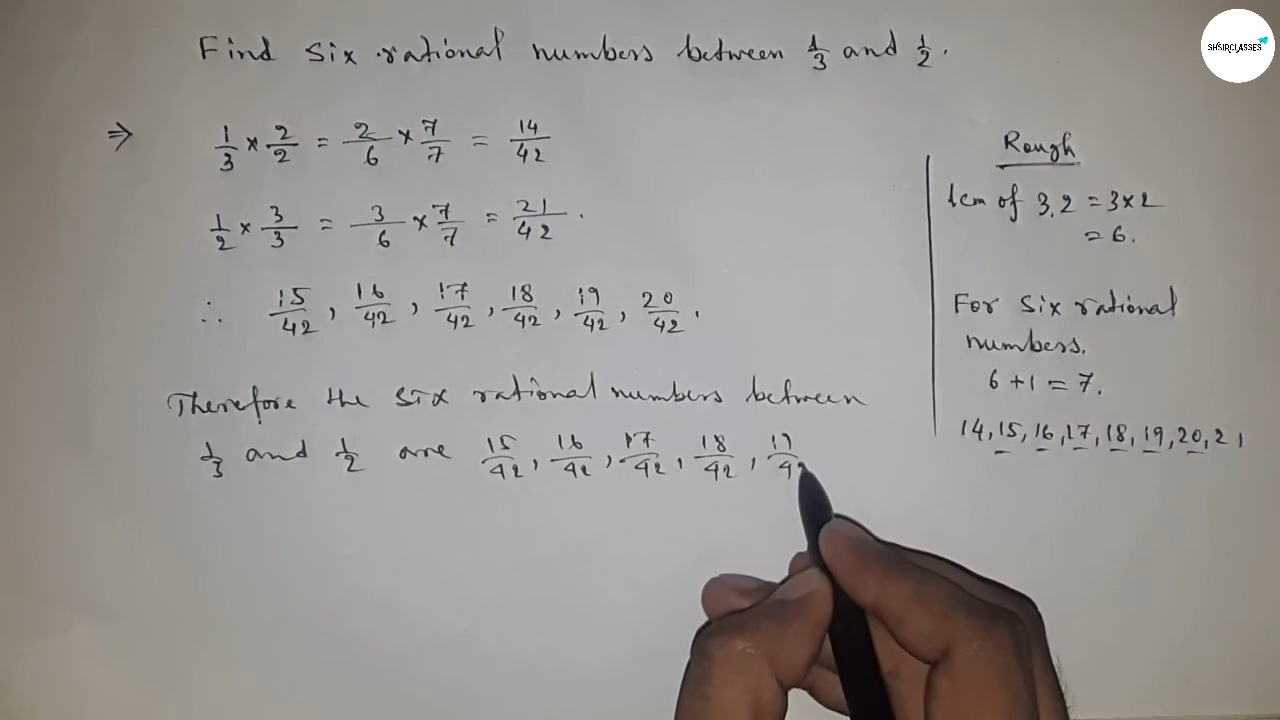 SHSIRCLASSES
Find six rational numbers between 1/3 and 1/2.
⇒ 1/3 × 2/2 = 2/6 × 7/7 = 14/42
1/2 × 3/3 = 3/6 × 7/7 = 21/42.
∴ 15/42, 16/42, 17/42, 18/42, 19/42, 20/42.
Therefore the six rational numbers between
1/3 and 1/2 are 15/42, 16/42, 17/42, 18/42, 19/42
Rough
lcm of 3,2 = 3×2
= 6.
For six rational
numbers.
6+1=7.
14,15,16,17,18,19,20,21